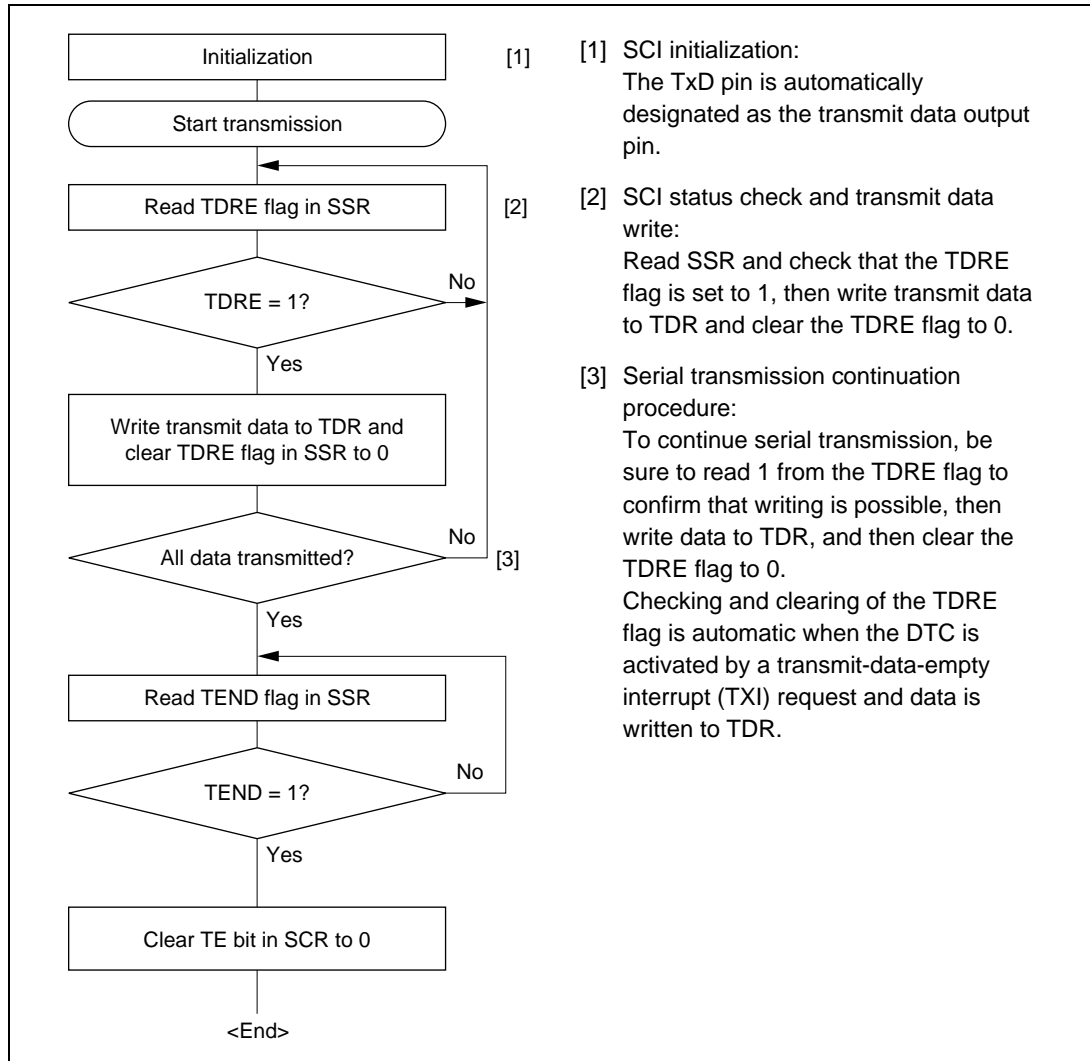 Initialization
[1]
Start transmission
Read TDRE flag in SSR
[2]
TDRE = 1?
No
Yes
Write transmit data to TDR and
clear TDRE flag in SSR to 0
All data transmitted?
No
[3]
Yes
Read TEND flag in SSR
TEND = 1?
No
Yes
Clear TE bit in SCR to 0
<End>
[1] SCI initialization:
The TxD pin is automatically
designated as the transmit data output
pin.
[2] SCI status check and transmit data
write:
Read SSR and check that the TDRE
flag is set to 1, then write transmit data
to TDR and clear the TDRE flag to 0.
[3] Serial transmission continuation
procedure:
To continue serial transmission, be
sure to read 1 from the TDRE flag to
confirm that writing is possible, then
write data to TDR, and then clear the
TDRE flag to 0.
Checking and clearing of the TDRE
flag is automatic when the DTC is
activated by a transmit-data-empty
interrupt (TXI) request and data is
written to TDR.